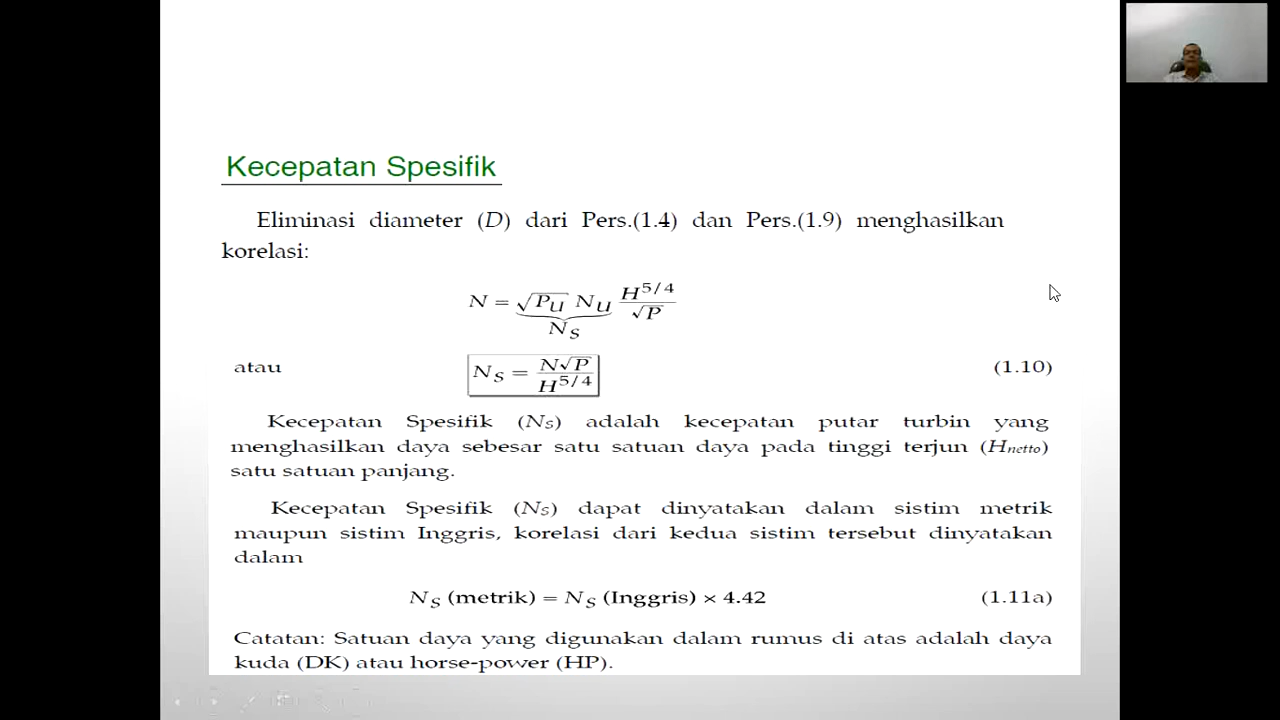 Kecepatan Spesifik
Eliminasi diameter (D) dari Pers.(1.4) dan Pers.(1.9) menghasilkan
korelasi:
N = √P_U N_U H^5/4 / √P
N_S
atau N_S = N√P / H^5/4 (1.10)
Kecepatan Spesifik (N_S) adalah kecepatan putar turbin yang
menghasilkan daya sebesar satu satuan daya pada tinggi terjun (H_netto)
satu satuan panjang.
Kecepatan Spesifik (N_S) dapat dinyatakan dalam sistim metrik
maupun sistim Inggris, korelasi dari kedua sistim tersebut dinyatakan
dalam
N_S (metrik) = N_S (Inggris) × 4.42 (1.11a)
Catatan: Satuan daya yang digunakan dalam rumus di atas adalah daya
kuda (DK) atau horse-power (HP).